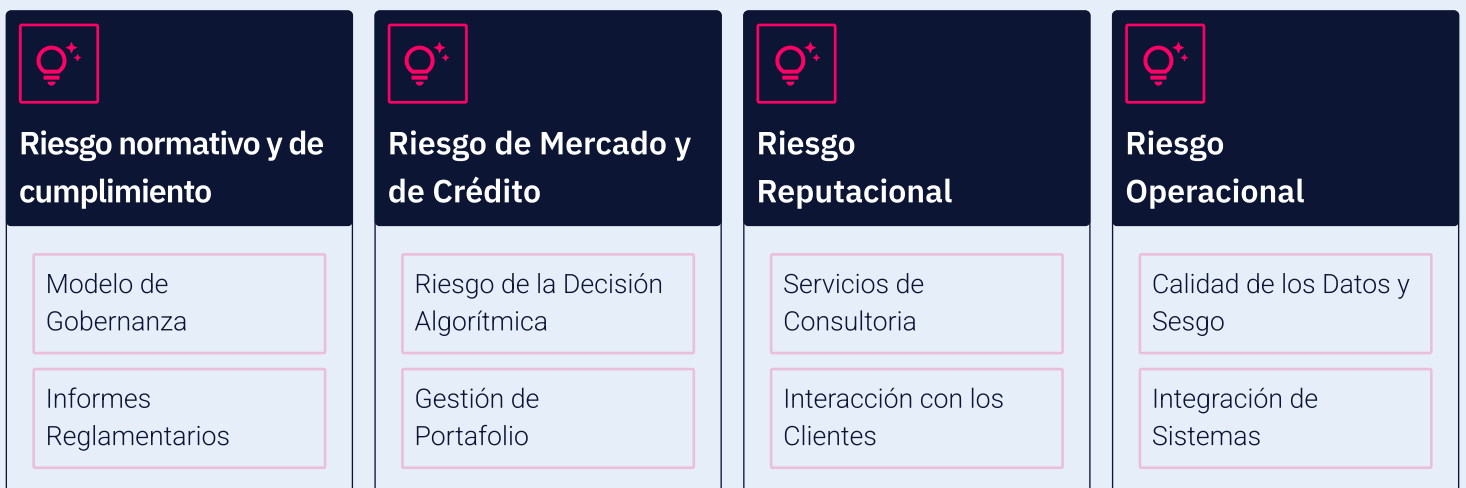 Riesgo normativo y de
cumplimiento
Modelo de
Gobernanza
Informes
Reglamentarios
Riesgo de Mercado y
de Crédito
Riesgo de la Decisión
Algorítmica
Gestión de
Portafolio
Riesgo
Reputacional
Servicios de
Consultoria
Interacción con los
Clientes
Riesgo
Operacional
Calidad de los Datos y
Sesgo
Integración de
Sistemas